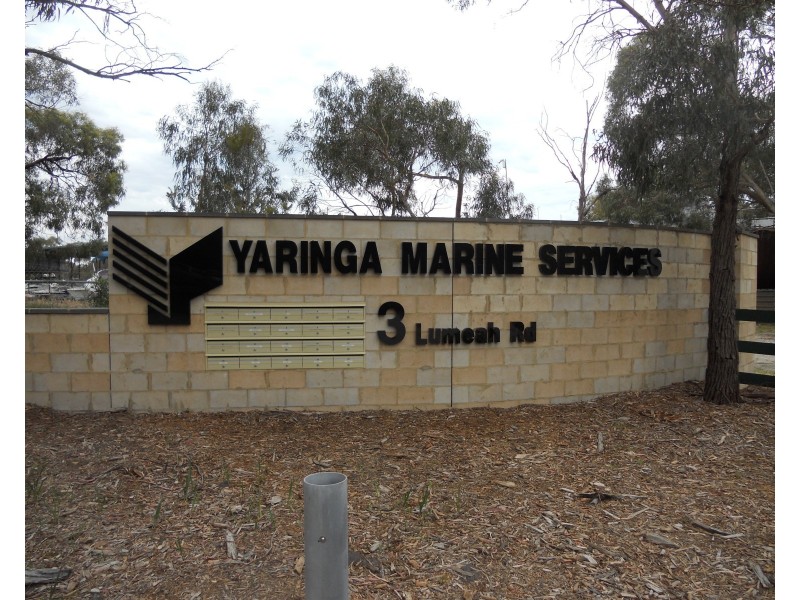 YARINGA MARINE SERVICES
3 Lumeah Rd